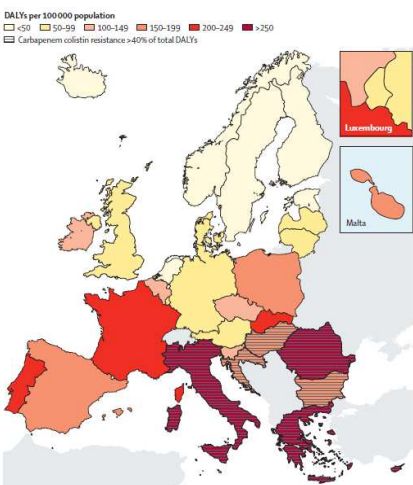 DALYs per 100 000 population
<50 50–99 100–149 150–199 200–249 >250
Carbapenem colistin resistance >40% of total DALYs
Luxembourg
Malta